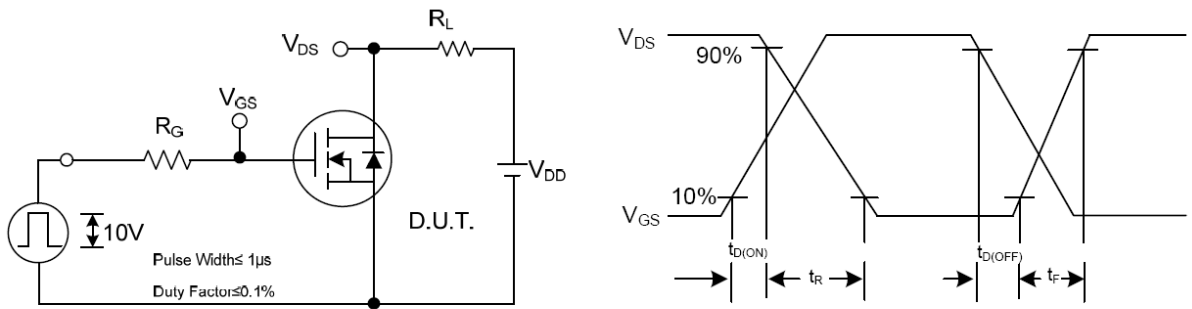 R_L
V_DS
V_GS
R_G
V_DD
10V
D.U.T.
Pulse Width≤ 1μs
Duty Factor≤0.1%
V_DS
90%
10%
V_GS
t_D(ON)
t_R
t_D(OFF)
t_F